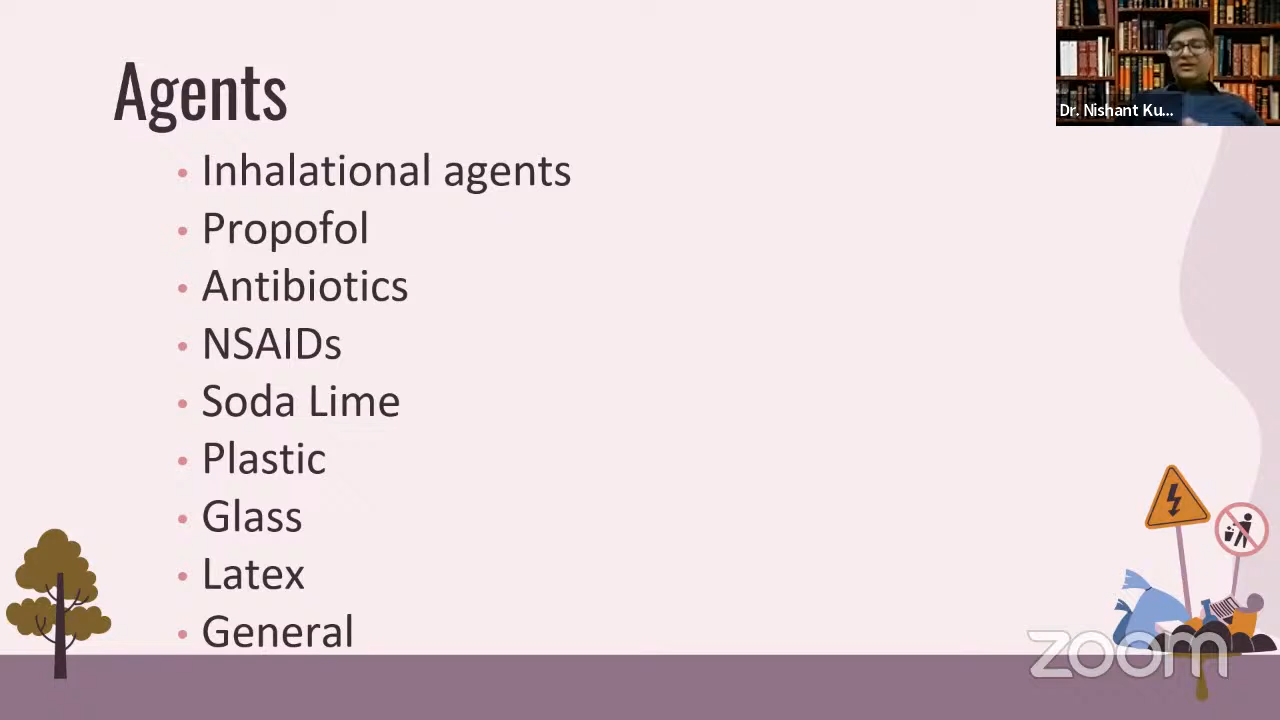 Agents
• Inhalational agents
• Propofol
• Antibiotics
• NSAIDs
• Soda Lime
• Plastic
• Glass
• Latex
• General
Dr. Nishant Ku...
zoom